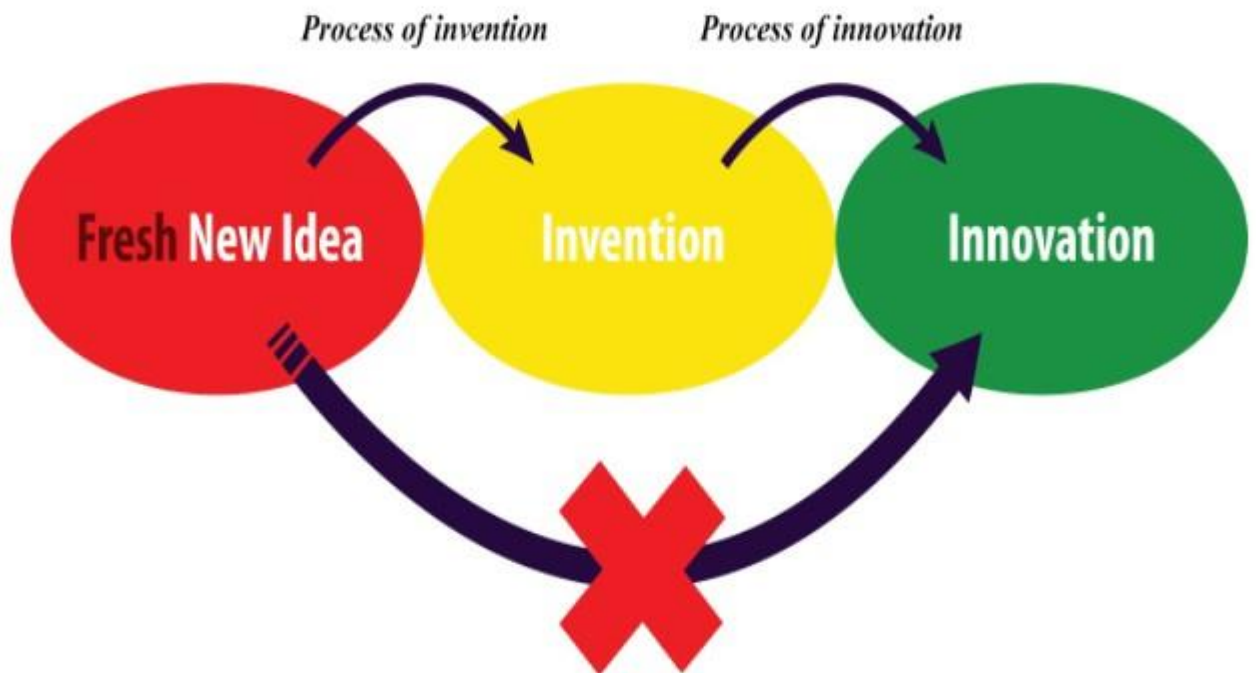 Process of invention
Process of innovation
Fresh New Idea
Invention
Innovation